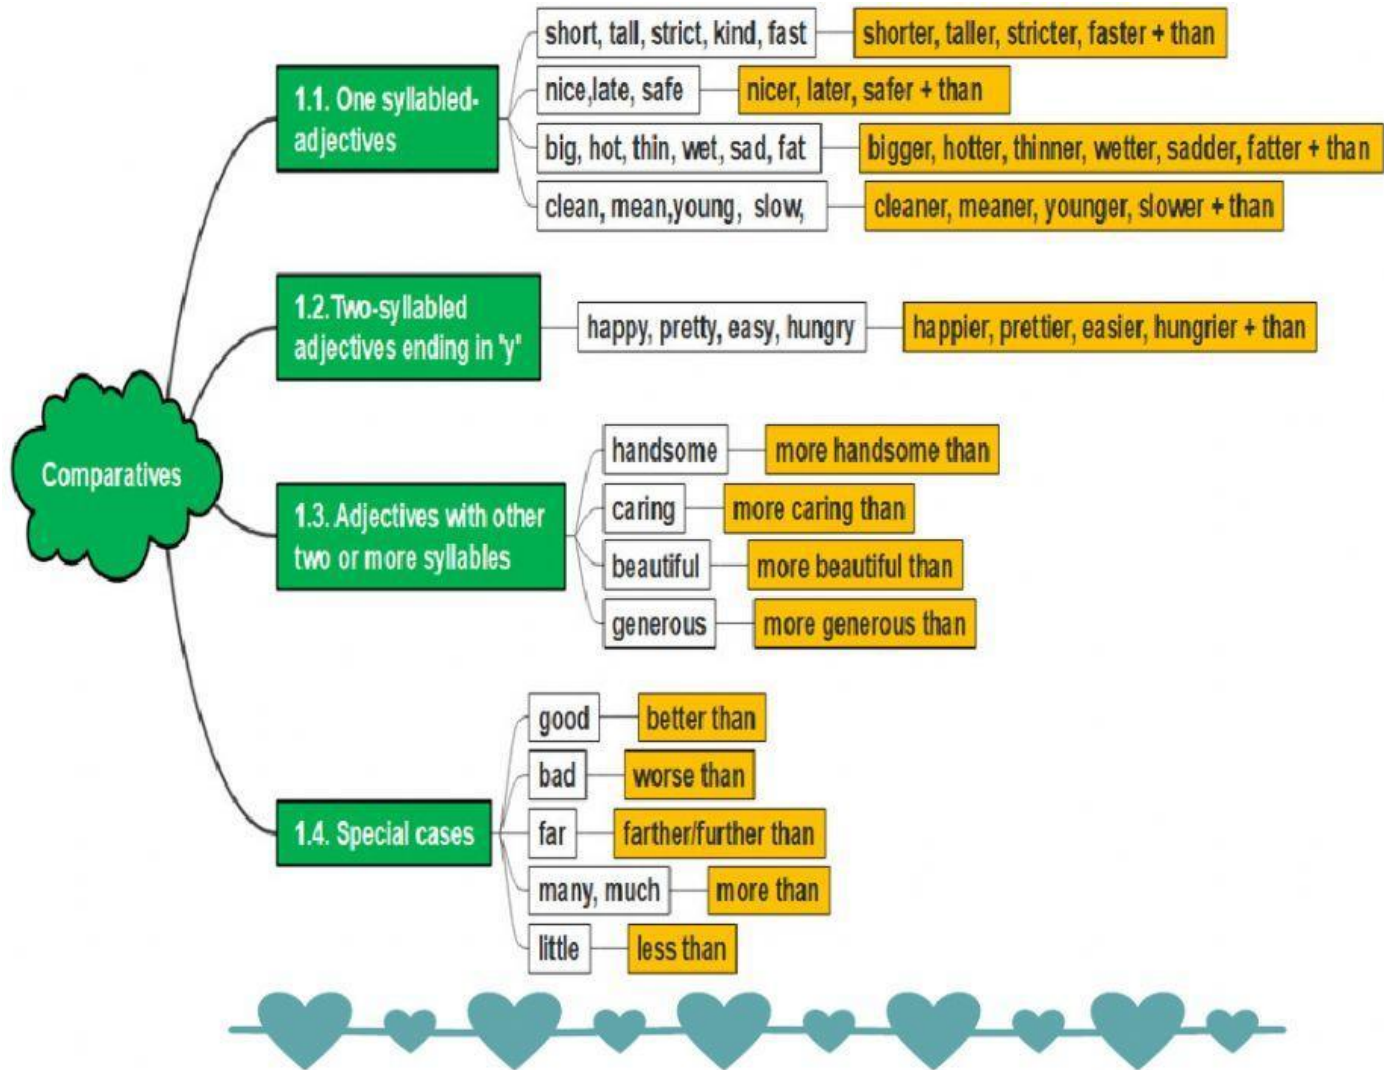 Comparatives
1.1. One syllabled-
adjectives
short, tall, strict, kind, fast
shorter, taller, stricter, faster + than
nice,late, safe
nicer, later, safer + than
big, hot, thin, wet, sad, fat
bigger, hotter, thinner, wetter, sadder, fatter + than
clean, mean,young, slow,
cleaner, meaner, younger, slower + than
1.2. Two-syllabled
adjectives ending in "y"
happy, pretty, easy, hungry
happier, prettier, easier, hungrier + than
1.3. Adjectives with other
two or more syllables
handsome
more handsome than
caring
more caring than
beautiful
more beautiful than
generous
more generous than
1.4. Special cases
good
better than
bad
worse than
far
farther/further than
many, much
more than
little
less than